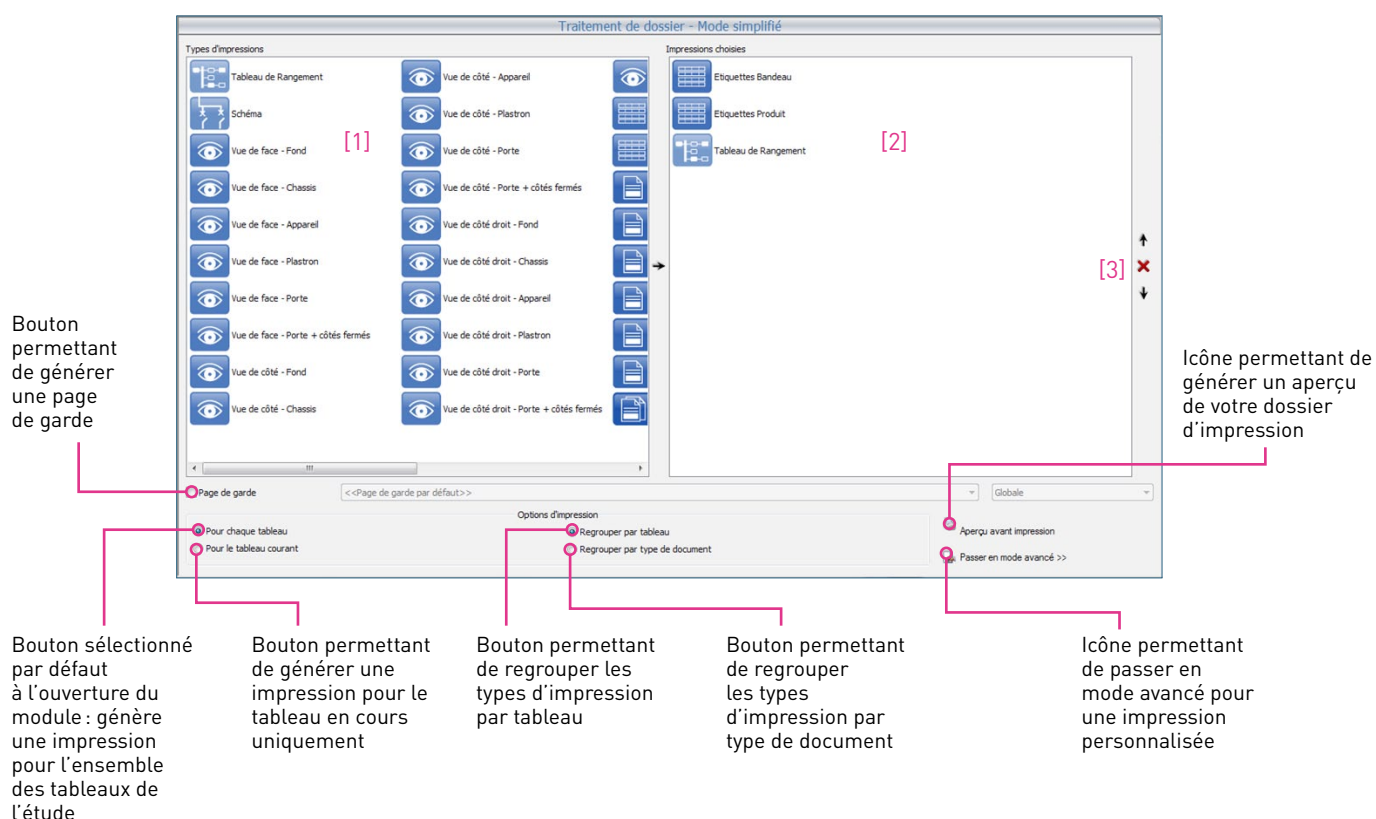 Traitement de dossier - Mode simplifié
Types d'impressions
Impressions choisies
Tableau de Rangement
Schéma
Vue de face - Fond
Vue de face - Chassis
Vue de face - Appareil
Vue de face - Plastron
Vue de face - Porte
Vue de face - Porte + côtés fermés
Vue de côté - Fond
Vue de côté - Chassis
[1]
Vue de côté - Appareil
Vue de côté - Plastron
Vue de côté - Porte
Vue de côté - Porte + côtés fermés
Vue de côté droit - Fond
Vue de côté droit - Chassis
Vue de côté droit - Appareil
Vue de côté droit - Plastron
Vue de côté droit - Porte
Vue de côté droit - Porte + côtés fermés
Etiquettes Bandeau
Etiquettes Produit
Tableau de Rangement
[2]
[3]
Page de garde
<<Page de garde par défaut>>
Globale
Options d'impression
Pour chaque tableau
Pour le tableau courant
Regrouper par tableau
Regrouper par type de document
Aperçu avant impression
Passer en mode avancé >>
Bouton
permettant
de générer
une page
de garde
Icône permettant de
générer un aperçu
de votre dossier
d’impression
Bouton sélectionné
par défaut
à l’ouverture du
module : génère
une impression
pour l’ensemble
des tableaux de
l’étude
Bouton permettant
de générer une
impression pour le
tableau en cours
uniquement
Bouton permettant
de regrouper les
types d’impression
par tableau
Bouton permettant
de regrouper
les types
d’impression par
type de document
Icône permettant
de passer en
mode avancé pour
une impression
personnalisée